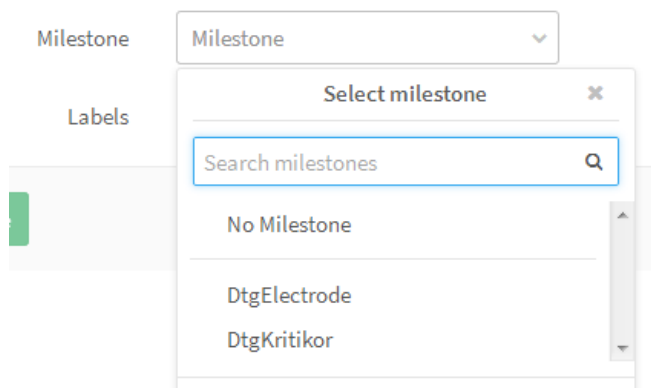 Milestone
Milestone
Select milestone
Labels
Search milestones
No Milestone
DtgElectrode
DtgKritikor